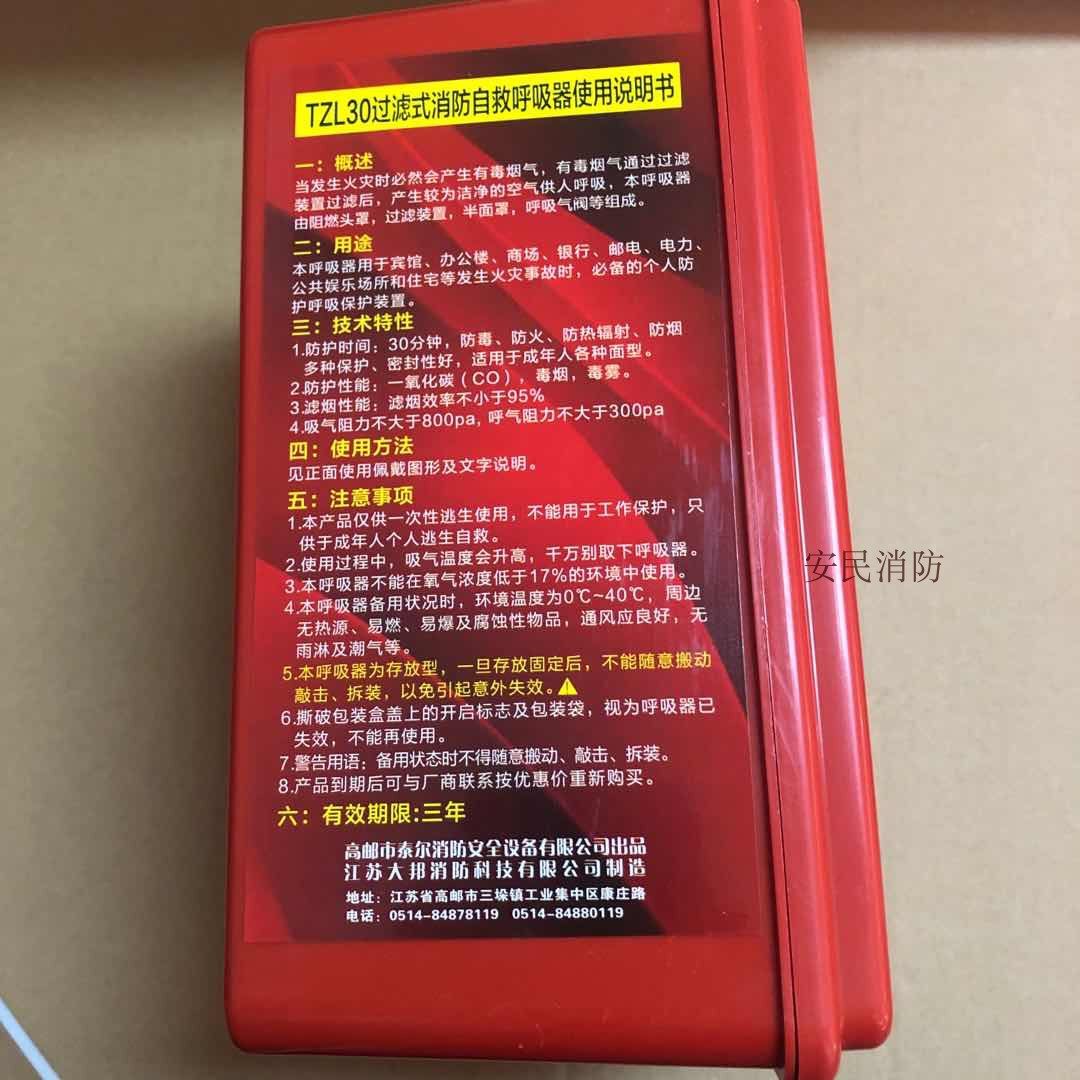 TZL30过滤式消防自救呼吸器使用说明书
一：概述
当发生火灾时必然会产生有毒烟气，有毒烟气通过过滤
装置过滤后，产生较为洁净的空气供人呼吸，本呼吸器
由阻燃头罩，过滤装置，半面罩，呼吸气阀等组成。
二：用途
本呼吸器用于宾馆、办公楼、商场、银行、邮电、电力、
公共娱乐场所和住宅等发生火灾事故时，必备的个人防
护呼吸保护装置。
三：技术特性
1.防护时间：30分钟，防毒、防火、防热辐射、防烟
多种保护、密封性好，适用于成年人各种面型。
2.防护性能：一氧化碳（CO），毒烟，毒雾。
3.滤烟性能：滤烟效率不小于95%
4.吸气阻力不大于800pa, 呼气阻力不大于300pa
四：使用方法
见正面使用佩戴图形及文字说明。
五：注意事项
1.本产品仅供一次性逃生使用，不能用于工作保护，只
供于成年人个人逃生自救。
2.使用过程中，吸气温度会升高，千万别取下呼吸器。
3.本呼吸器不能在氧气浓度低于17%的环境中使用。
4.本呼吸器备用状况时，环境温度为0℃~40℃，周边
无热源、易燃、易爆及腐蚀性物品，通风应良好，无
雨淋及潮气等。
5.本呼吸器为存放型，一旦存放固定后，不能随意搬动
敲击、拆装，以免引起意外失效。
6.撕破包装盒盖上的开启标志及包装袋，视为呼吸器已
失效，不能再使用。
7.警告用语：备用状态时不得随意搬动、敲击、拆装。
8.产品到期后可与厂商联系按优惠价重新购买。
六：有效期限:三年
高邮市泰尔消防安全设备有限公司出品
江苏大邦消防科技有限公司制造
地址：江苏省高邮市三垛镇工业集中区康庄路
电话：0514-84878119 0514-84880119
安民消防